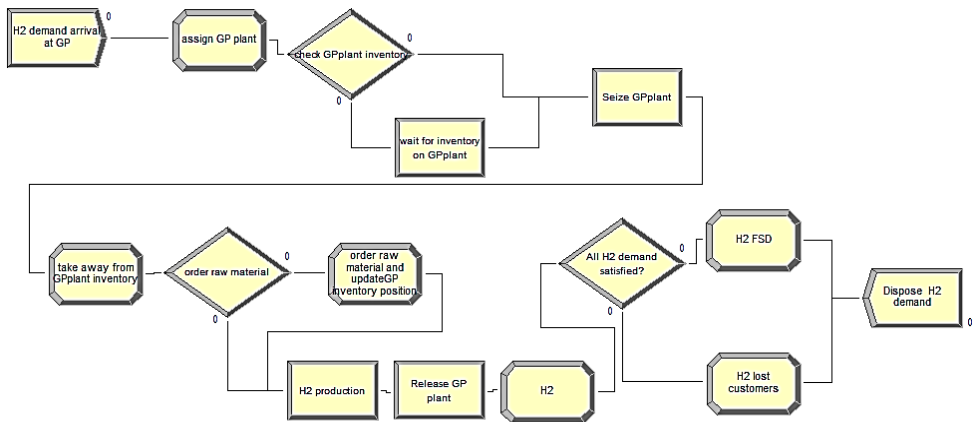 H2 demand arrival
at GP
0
assign GP plant
check GPplant inventory
0
0
wait for inventory
on GPplant
Seize GPplant
take away from
GPplant inventory
order raw material
0
0
order raw
material and
updateGP
inventory position
H2 production
Release GP
plant
H2
All H2 demand
satisfied?
0
0
H2 FSD
H2 lost
customers
Dispose H2
demand
0